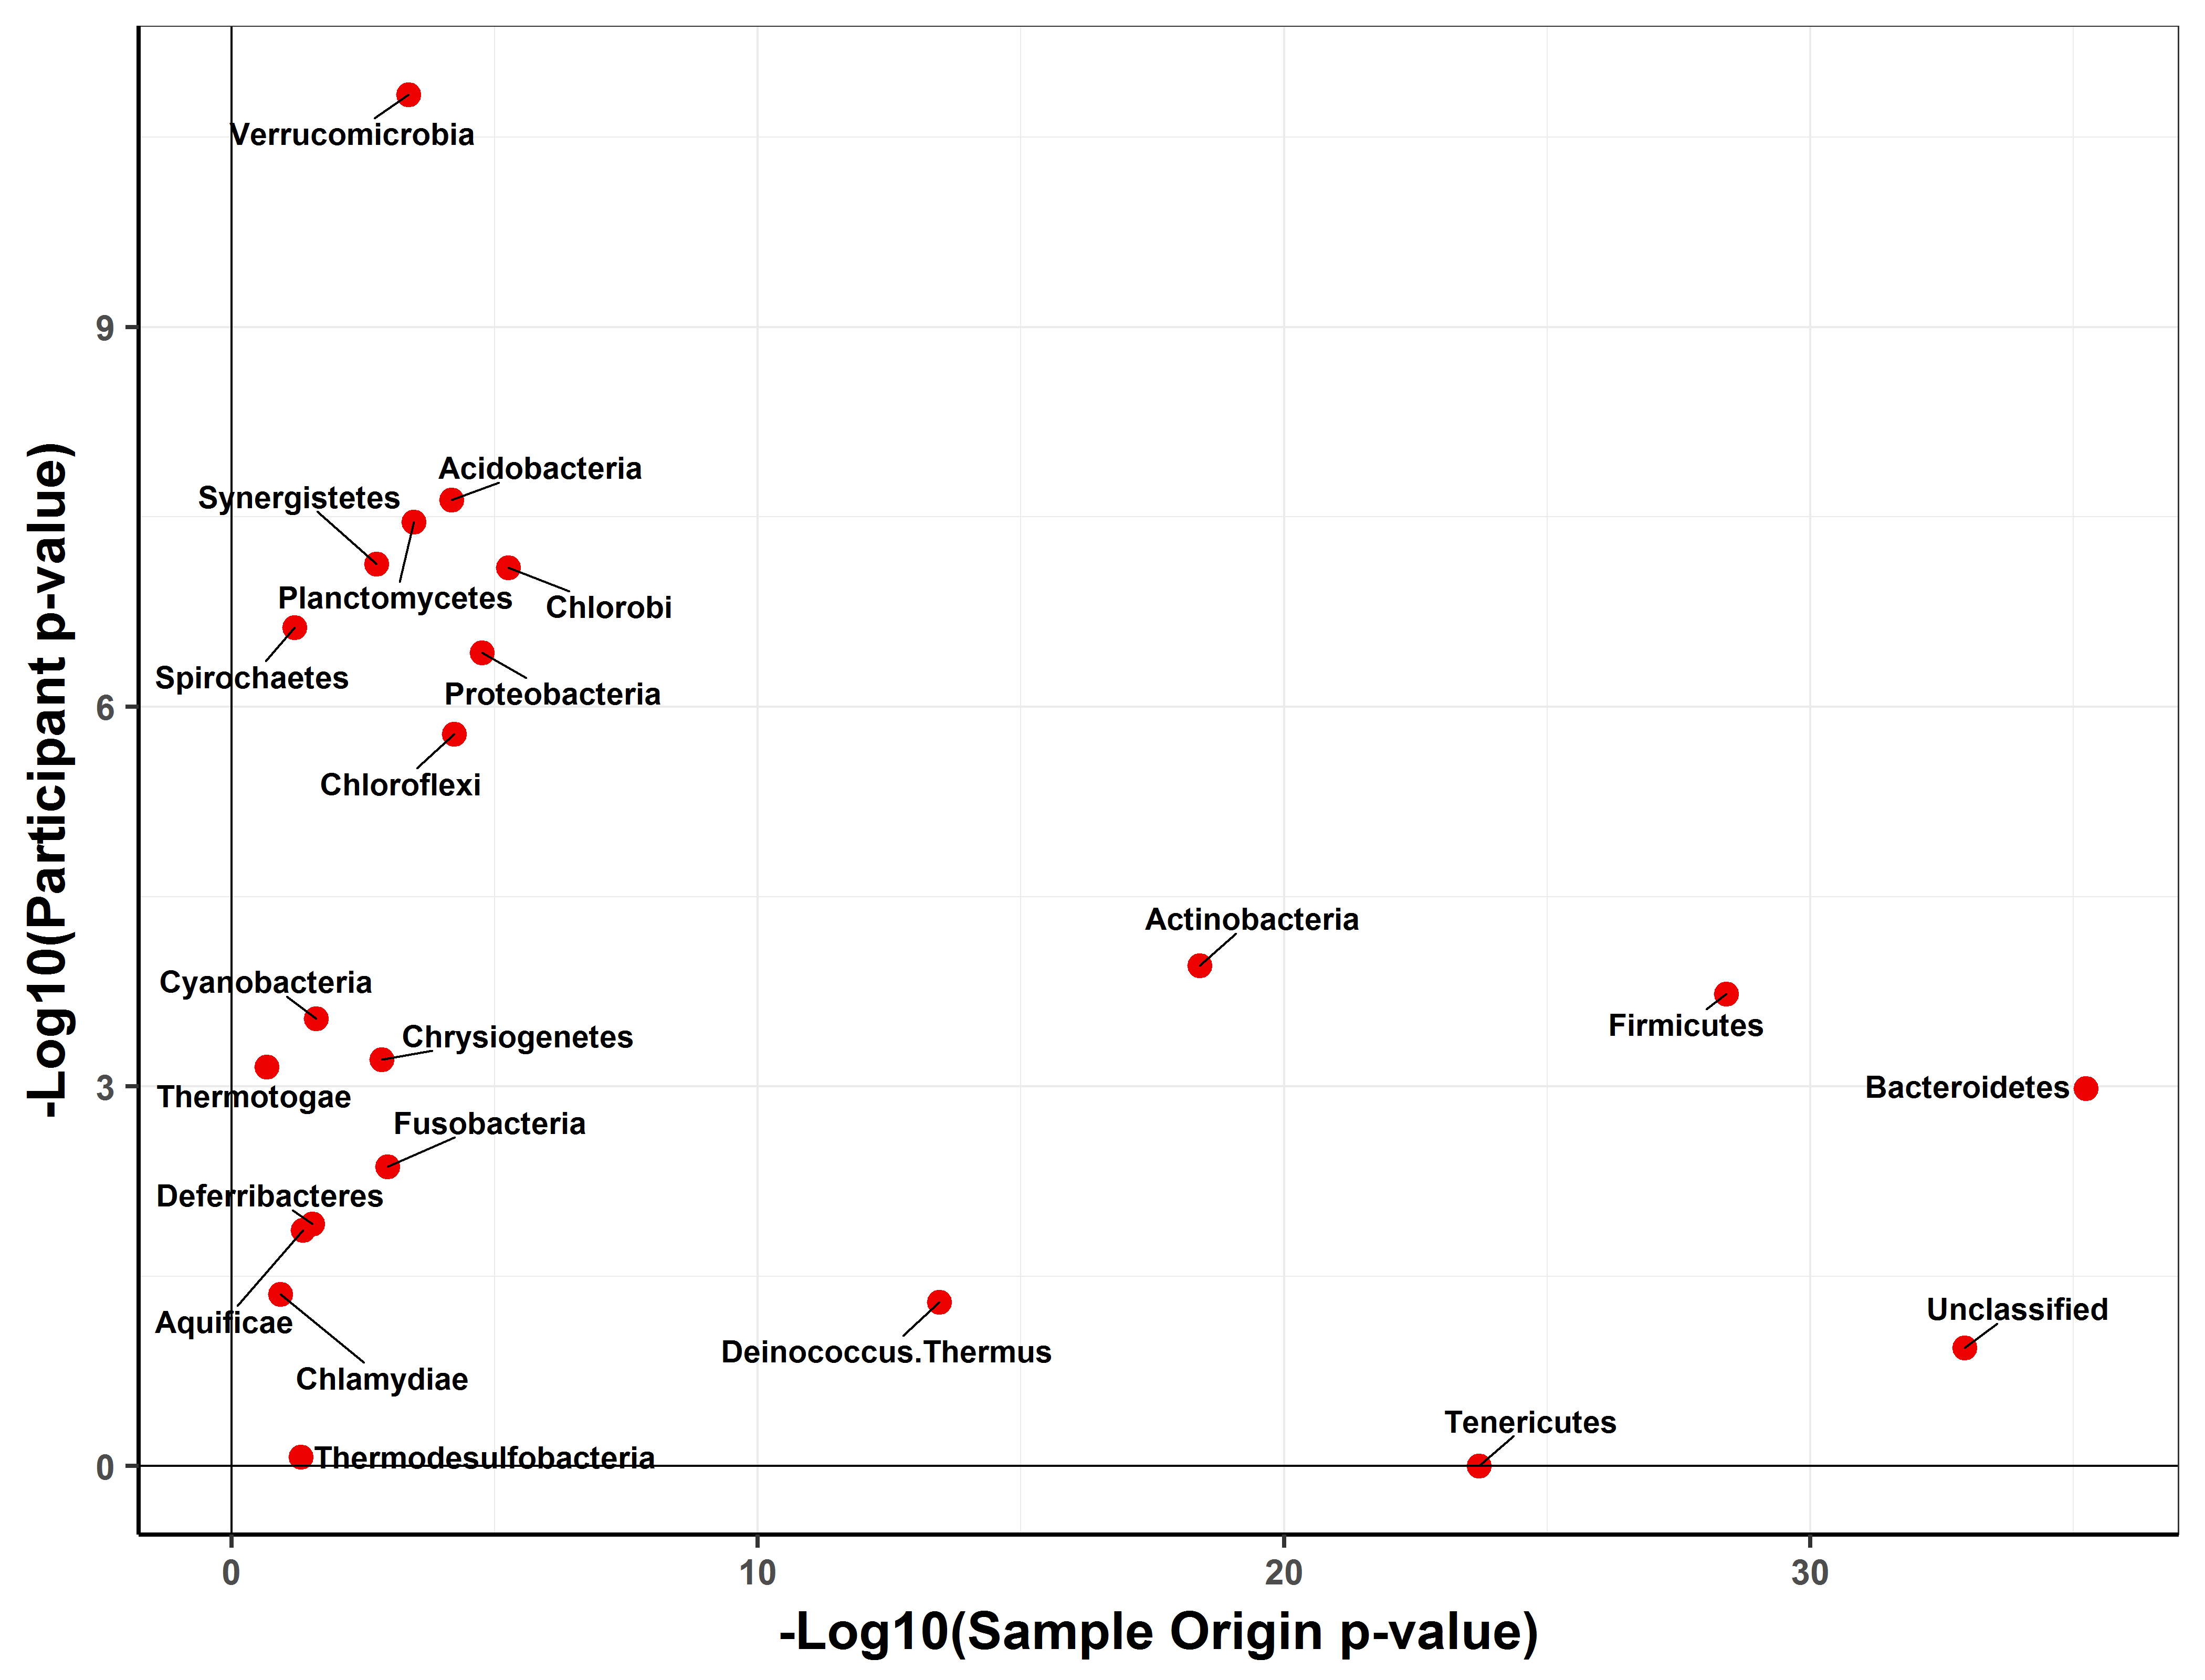 Verrucomicrobia
9
Acidobacteria
Synergistetes
Planctomycetes
Chlorobi
Spirochaetes
Proteobacteria
6
Chloroflexi
-Log10(Participant p-value)
Actinobacteria
Cyanobacteria
Firmicutes
Chrysiogenetes
3
Thermotogae
Bacteroidetes
Fusobacteria
Deferribacteres
Aquificae
Unclassified
Deinococcus.Thermus
Chlamydiae
Tenericutes
Thermodesulfobacteria
0
0 10 20 30
-Log10(Sample Origin p-value)